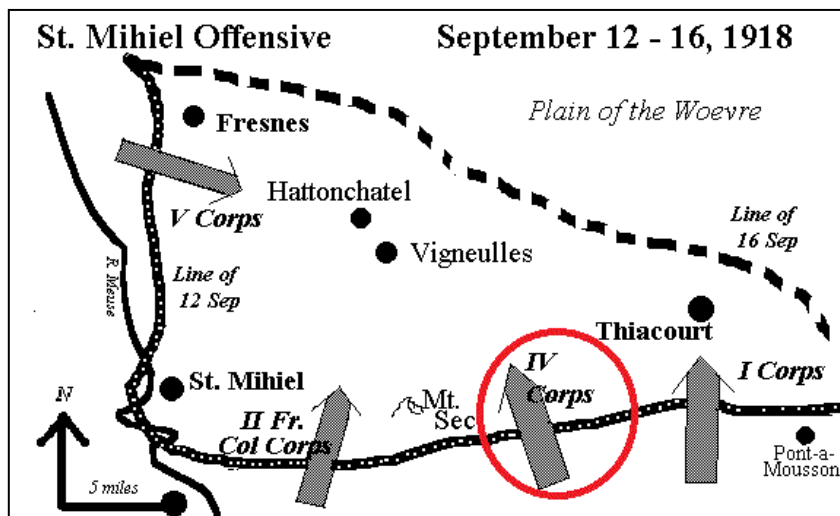 St. Mihiel Offensive
September 12 - 16, 1918
Plain of the Woevre
Fresnes
Hattonchatel
V Corps
Vigneulles
Line of
16 Sep
R. Meuse
Line of
12 Sep
Thiacourt
IV
Corps
I Corps
St. Mihiel
II Fr.
Col Corps
Mt.
Sec
N
Pont-a-
Mousson
5 miles